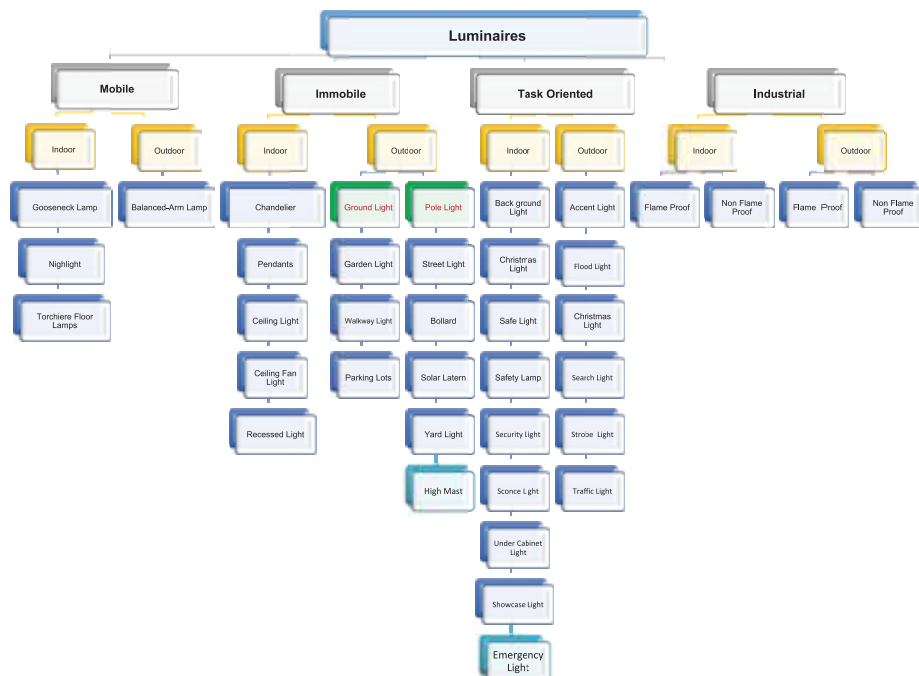 Luminaires
Mobile
Immobile
Task Oriented
Industrial
Indoor
Outdoor
Indoor
Outdoor
Indoor
Outdoor
Indoor
Outdoor
Gooseneck Lamp
Balanced-Arm Lamp
Chandelier
Ground Light
Pole Light
Back ground
Light
Accent Light
Flame Proof
Non Flame
Proof
Flame Proof
Non Flame
Proof
Nighlight
Pendants
Garden Light
Street Light
Christmas
Light
Flood Light
Torchiere Floor
Lamps
Ceiling Light
Walkway Light
Bollard
Safe Light
Christmas
Light
Ceiling Fan
Light
Parking Lots
Solar Latern
Safety Lamp
Search Light
Recessed Light
Yard Light
Security Light
Strobe Light
High Mast
Sconce Light
Traffic Light
Under Cabinet
Light
Showcase Light
Emergency
Light